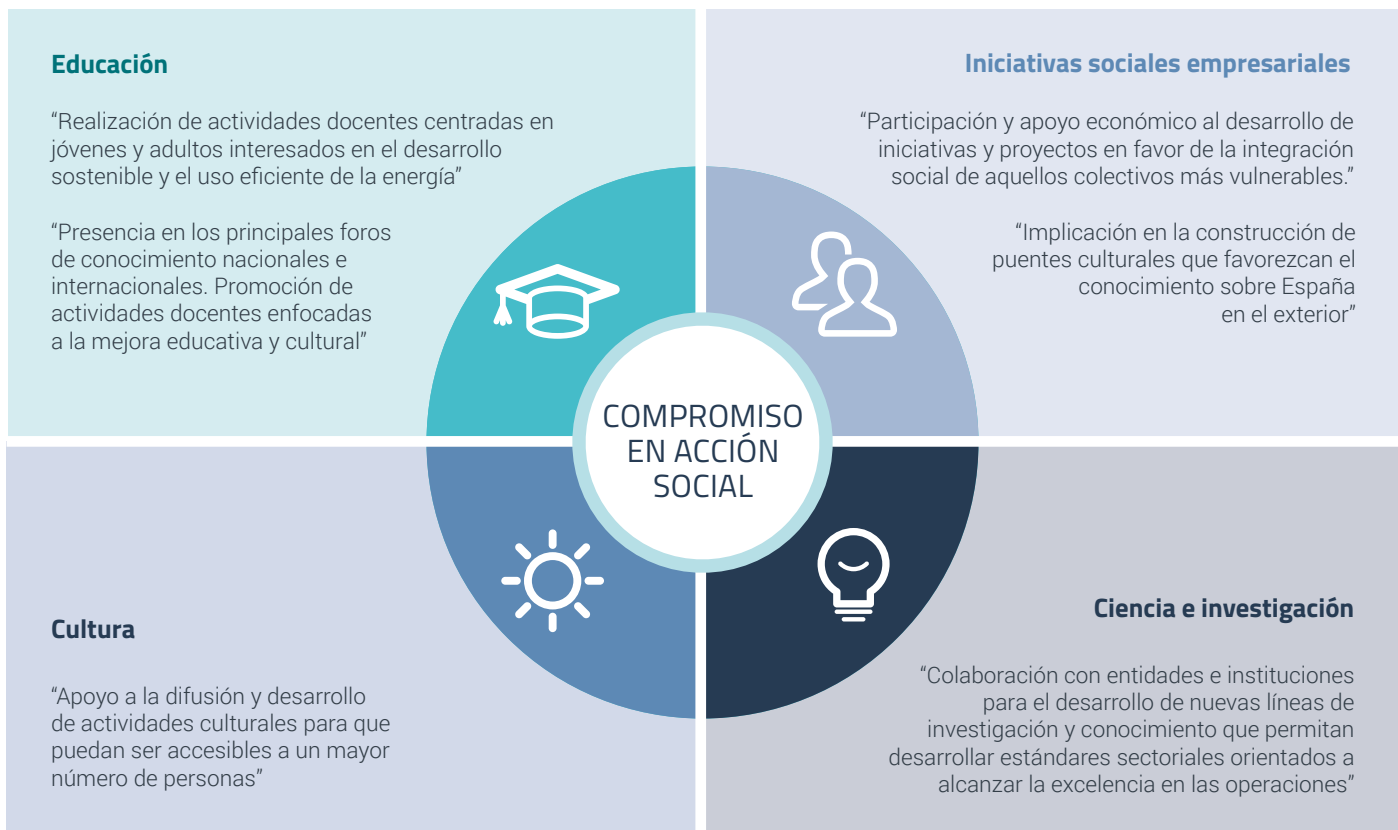 Educación
“Realización de actividades docentes centradas en
jóvenes y adultos interesados en el desarrollo
sostenible y el uso eficiente de la energía”
“Presencia en los principales foros
de conocimiento nacionales e
internacionales. Promoción de
actividades docentes enfocadas
a la mejora educativa y cultural”
Iniciativas sociales empresariales
“Participación y apoyo económico al desarrollo de
iniciativas y proyectos en favor de la integración
social de aquellos colectivos más vulnerables.”
“Implicación en la construcción de
puentes culturales que favorezcan el
conocimiento sobre España
en el exterior”
COMPROMISO
EN ACCIÓN
SOCIAL
Cultura
“Apoyo a la difusión y desarrollo
de actividades culturales para que
puedan ser accesibles a un mayor
número de personas”
Ciencia e investigación
“Colaboración con entidades e instituciones
para el desarrollo de nuevas líneas de
investigación y conocimiento que permitan
desarrollar estándares sectoriales orientados a
alcanzar la excelencia en las operaciones”